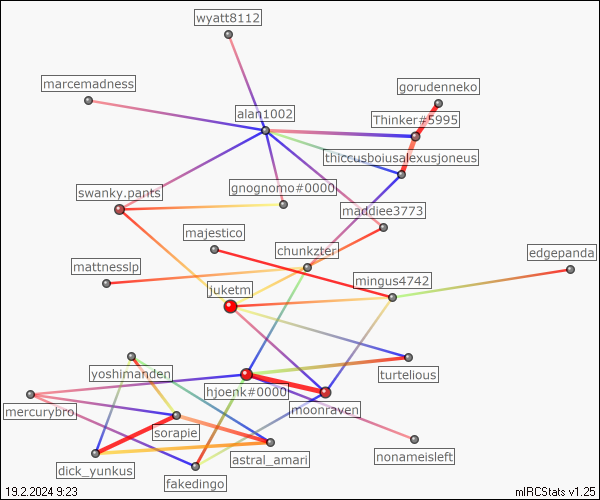 wyatt8112
marcemadness
gorudenneko
alan1002
Thinker#5995
thiccusboiusalexusjoneus
swanky.pants
gnognomo#0000
maddiee3773
majestico
chunkzter
edgepanda
mattnesslp
mingus4742
juketm
yoshimanden
turtelious
hjoenk#0000
mercurybro
moonraven
sorapie
nonameisleft
astral_amari
dick_yunkus
fakedingo
19.2.2024 9:23
mIRCStats v1.25